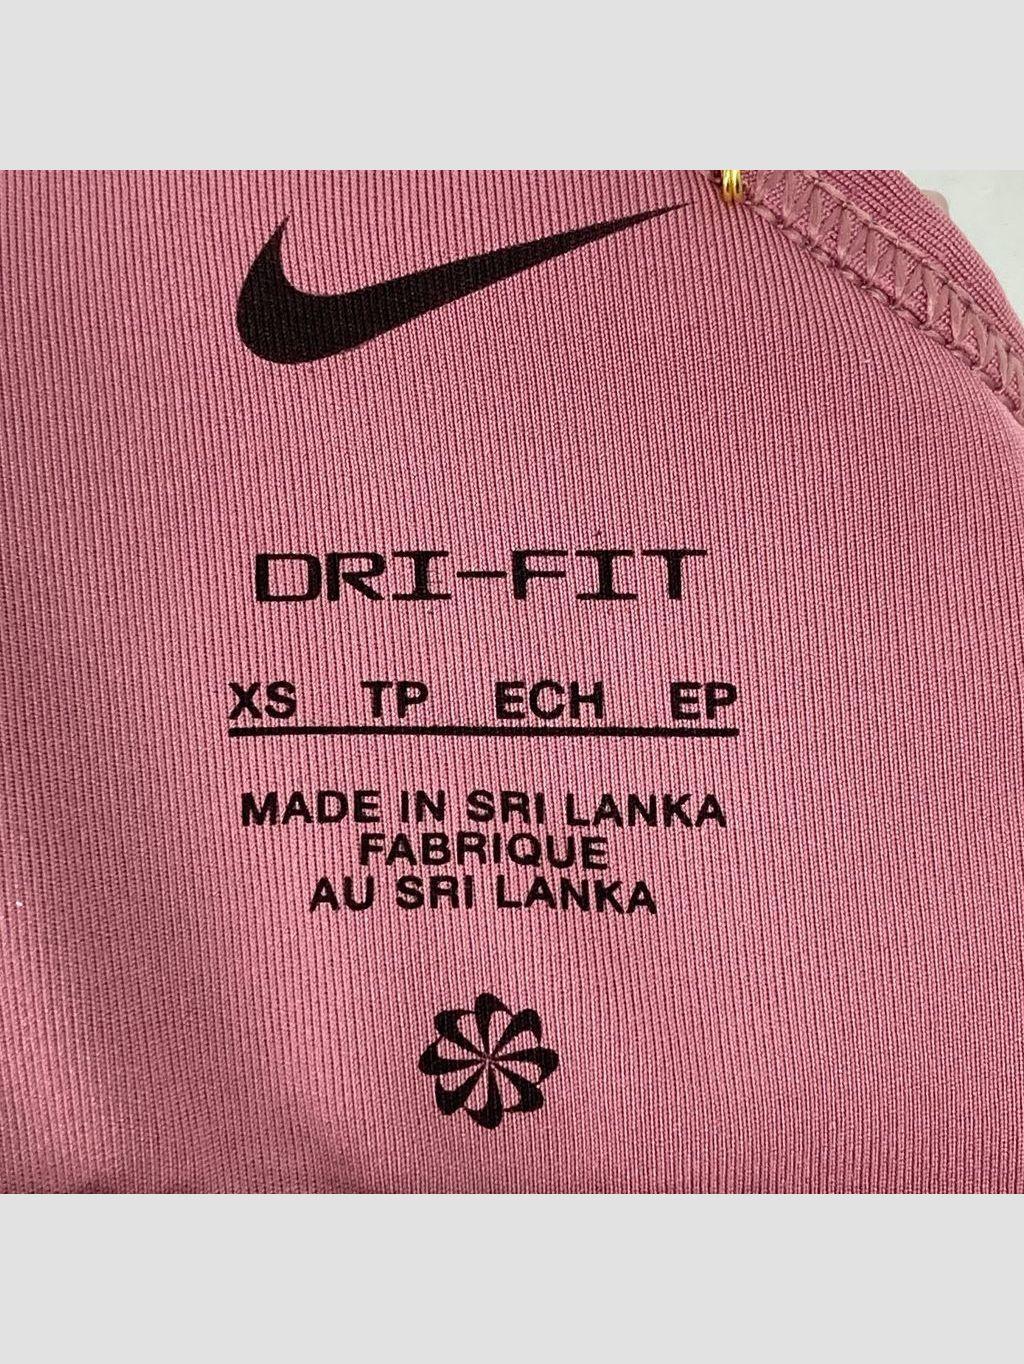 DRI-FIT
XS TP ECH EP
MADE IN SRI LANKA
FABRIQUE
AU SRI LANKA